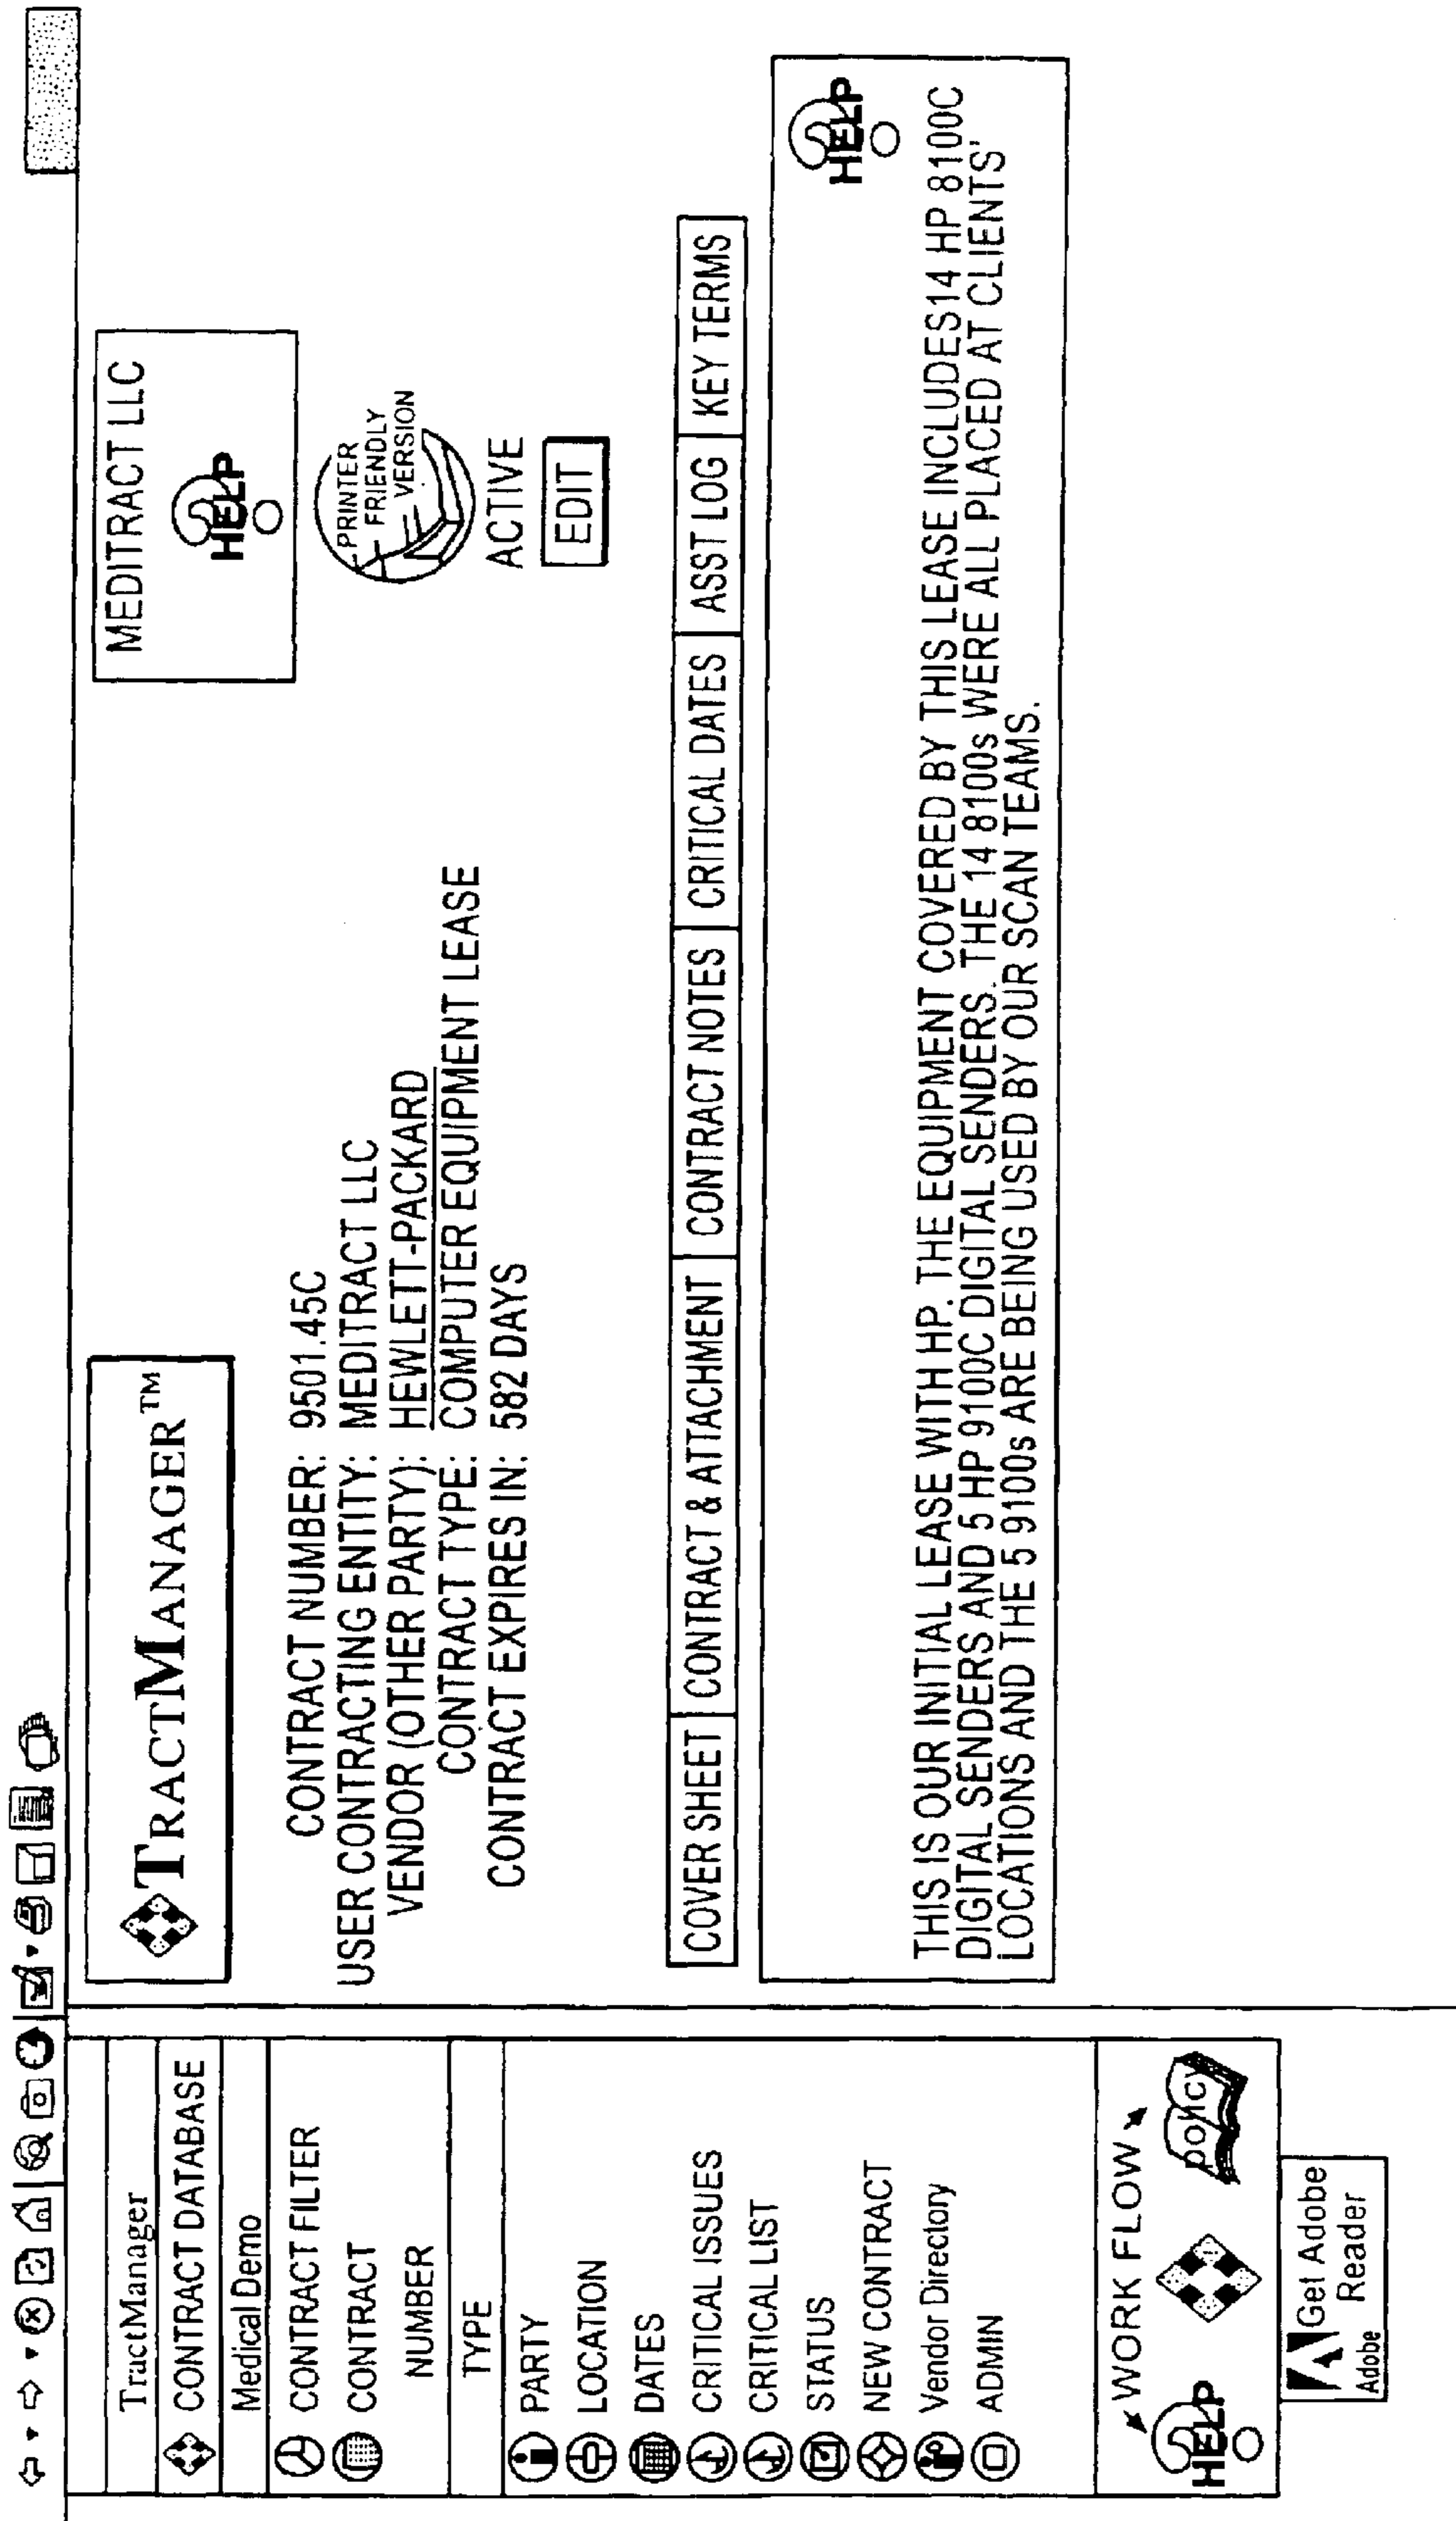 TractManager
CONTRACT DATABASE
Medical Demo
CONTRACT FILTER
CONTRACT
NUMBER
TYPE
PARTY
LOCATION
DATES
CRITICAL ISSUES
CRITICAL LIST
STATUS
NEW CONTRACT
Vendor Directory
ADMIN
WORK FLOW
HELP
policy
Get Adobe
Reader
Adobe
TRACTMANAGER™
MEDITRACT LLC
HELP
CONTRACT NUMBER: 9501.45C
USER CONTRACTING ENTITY: MEDITRACT LLC
VENDOR (OTHER PARTY): HEWLETT-PACKARD
CONTRACT TYPE: COMPUTER EQUIPMENT LEASE
CONTRACT EXPIRES IN: 582 DAYS
PRINTER
FRIENDLY
VERSION
ACTIVE
EDIT
COVER SHEET CONTRACT & ATTACHMENT CONTRACT NOTES CRITICAL DATES ASST LOG KEY TERMS
HELP
THIS IS OUR INITIAL LEASE WITH HP. THE EQUIPMENT COVERED BY THIS LEASE INCLUDES14 HP 8100C
DIGITAL SENDERS AND 5 HP 9100C DIGITAL SENDERS. THE 14 8100s WERE ALL PLACED AT CLIENTS'
LOCATIONS AND THE 5 9100s ARE BEING USED BY OUR SCAN TEAMS.